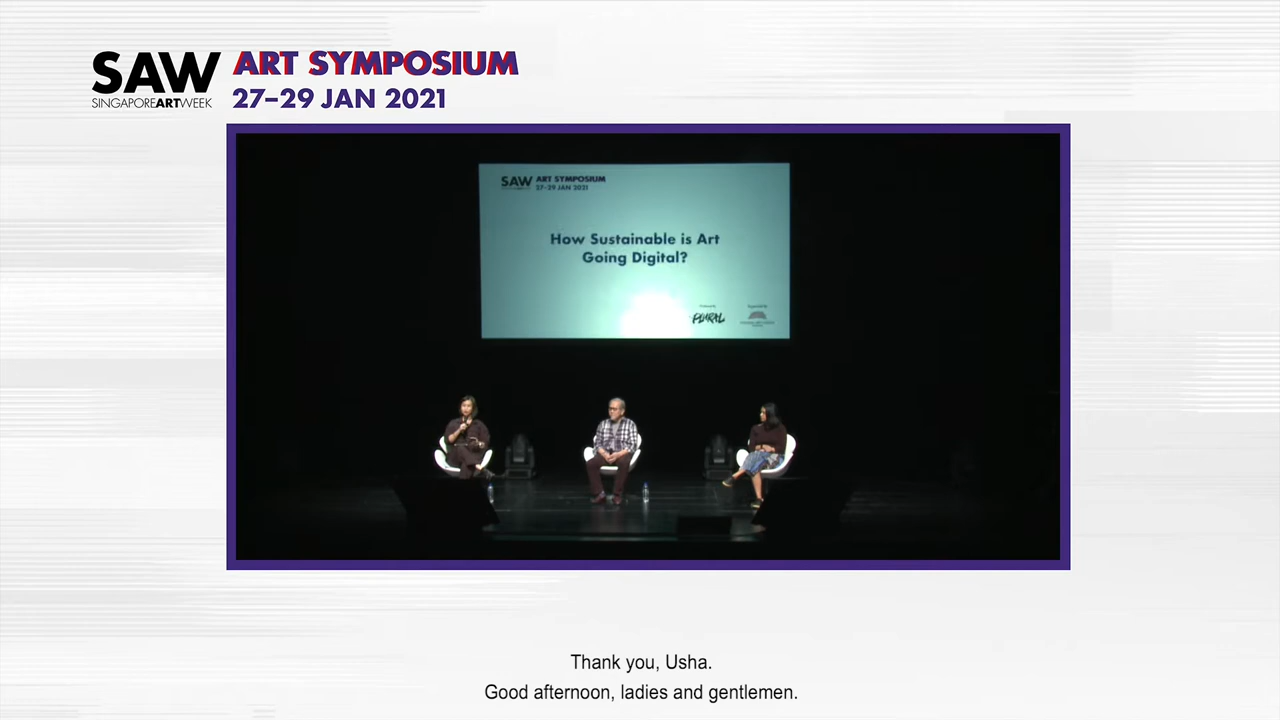 SAW ART SYMPOSIUM
SINGAPOREARTWEEK 27–29 JAN 2021
SAW ART SYMPOSIUM
27–29 JAN 2021
How Sustainable is Art
Going Digital?
PLURAL
Thank you, Usha.
Good afternoon, ladies and gentlemen.